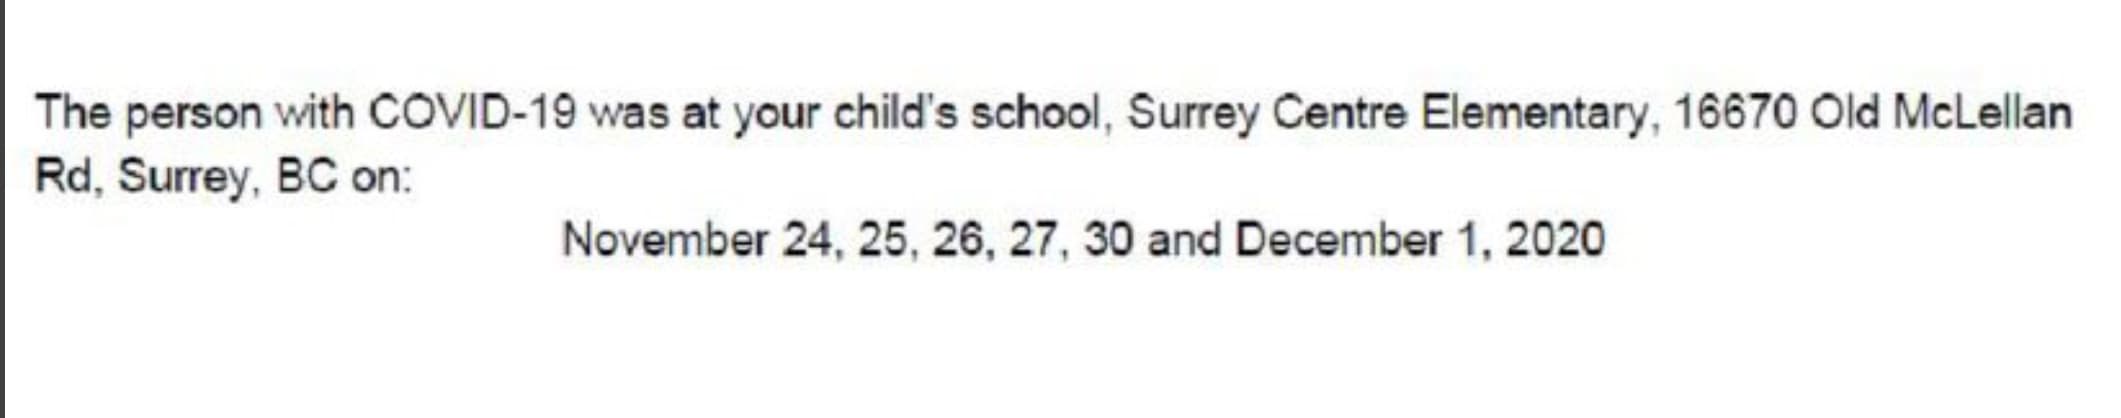 The person with COVID-19 was at your child's school, Surrey Centre Elementary, 16670 Old McLellan
Rd, Surrey, BC on:
November 24, 25, 26, 27, 30 and December 1, 2020